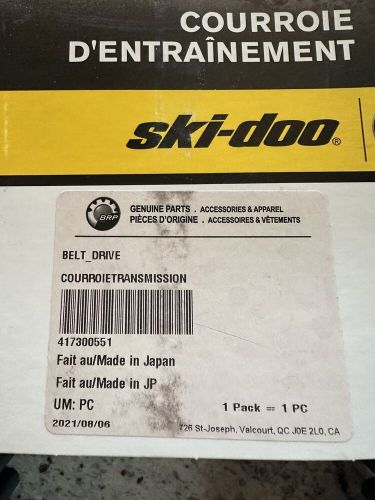 COURROIE
D'ENTRAÎNEMENT
ski-doo®
BRP
GENUINE PARTS . ACCESSORIES & APPAREL
PIÈCES D'ORIGINE . ACCESSOIRES & VÊTEMENTS
BELT_DRIVE
COURROIETRANSMISSION
417300551
Fait au/Made in Japan
Fait au/Made in JP
UM: PC
1 Pack = 1 PC
2021/08/06
726 St-Joseph, Valcourt, QC J0E 2L0, CA